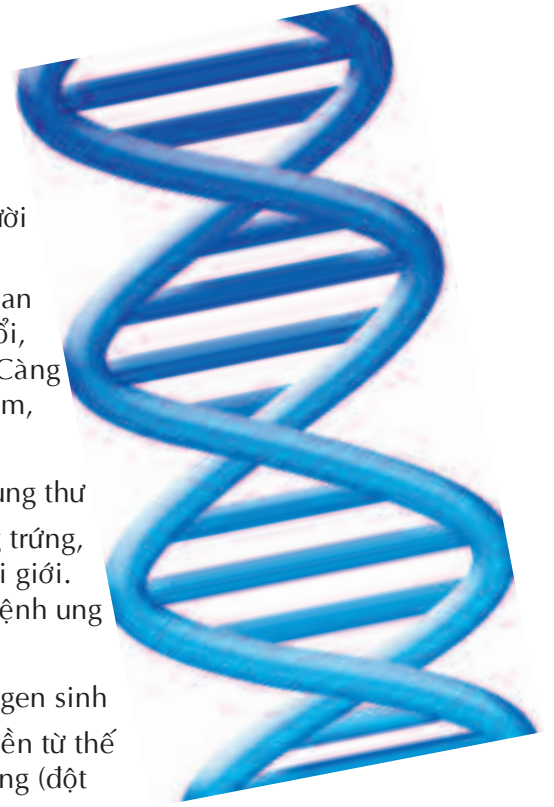 ời
an
ổi,
Càng
m,
ung thư
trứng,
i giới.
ệnh ung
gen sinh
ền từ thế
ng (đột